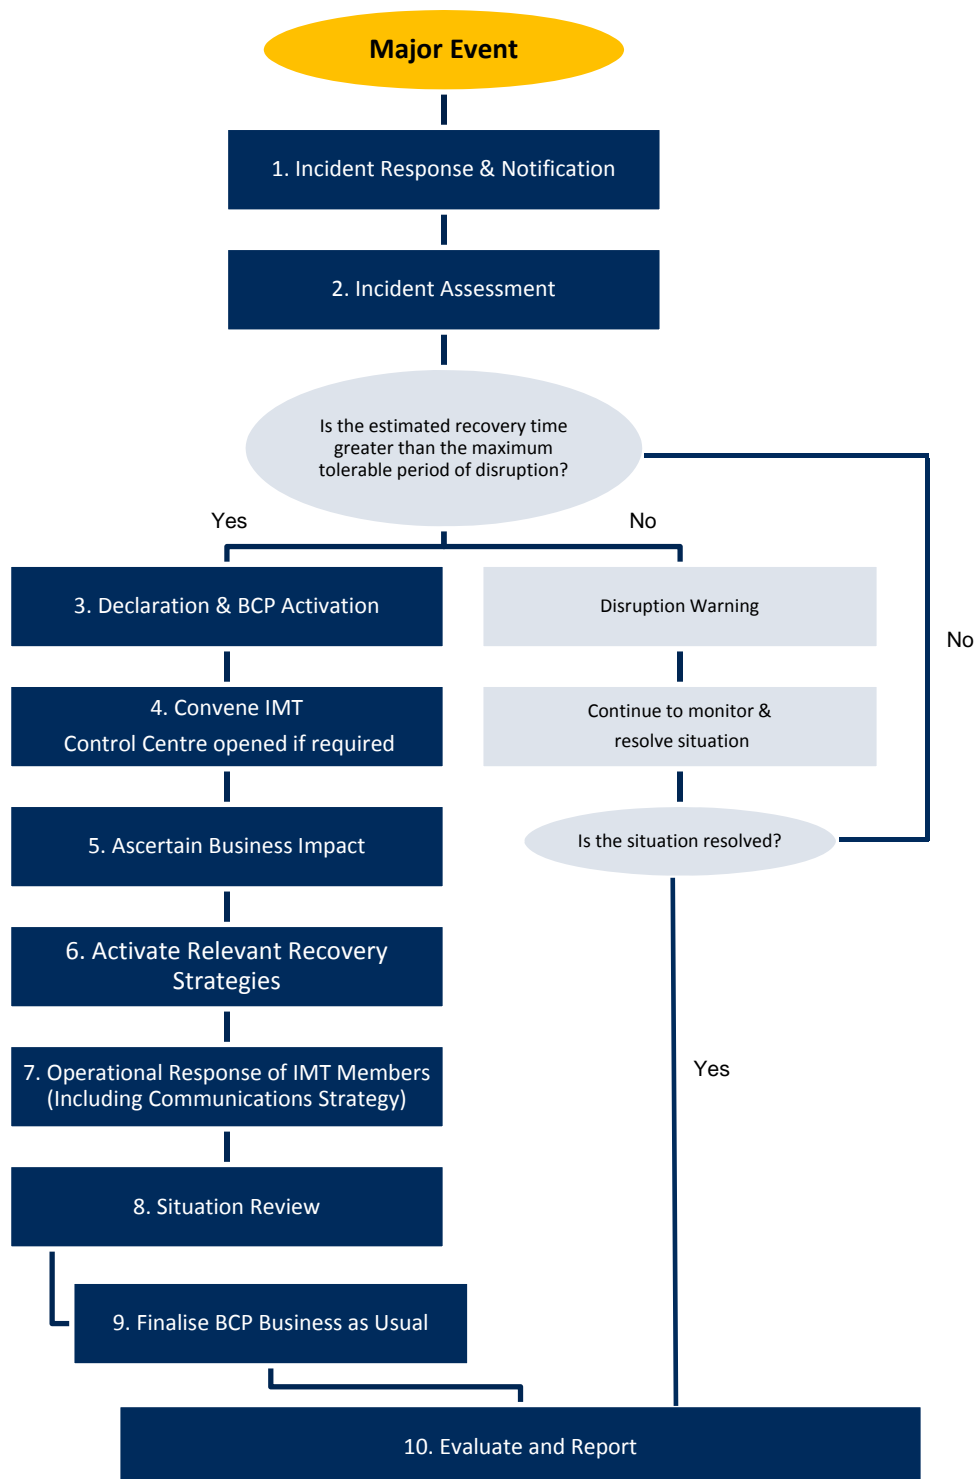 Major Event
1. Incident Response & Notification
2. Incident Assessment
Is the estimated recovery time
greater than the maximum
tolerable period of disruption?
Yes
No
3. Declaration & BCP Activation
Disruption Warning
No
4. Convene IMT
Control Centre opened if required
Continue to monitor &
resolve situation
5. Ascertain Business Impact
Is the situation resolved?
6. Activate Relevant Recovery
Strategies
7. Operational Response of IMT Members
(Including Communications Strategy)
Yes
8. Situation Review
9. Finalise BCP Business as Usual
10. Evaluate and Report